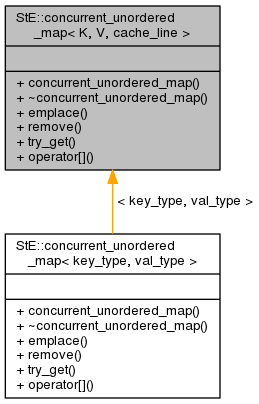 StE::concurrent_unordered
_map< K, V, cache_line >
+ concurrent_unordered_map()
+ ~concurrent_unordered_map()
+ emplace()
+ remove()
+ try_get()
+ operator[]()
< key_type, val_type >
StE::concurrent_unordered
_map< key_type, val_type >
+ concurrent_unordered_map()
+ ~concurrent_unordered_map()
+ emplace()
+ remove()
+ try_get()
+ operator[]()